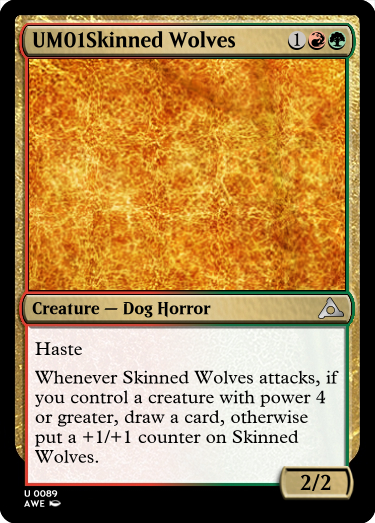 UM01Skinned Wolves 1
Creature — Dog Horror
Haste
Whenever Skinned Wolves attacks, if
you control a creature with power 4
or greater, draw a card, otherwise
put a +1/+1 counter on Skinned
Wolves.
2/2
U 0089
AWE